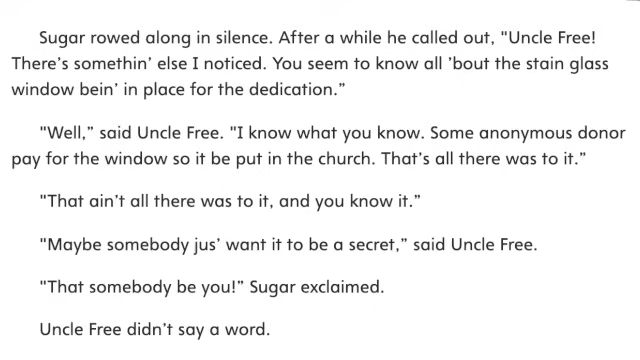 Sugar rowed along in silence. After a while he called out, "Uncle Free!
There's somethin' else I noticed. You seem to know all 'bout the stain glass
window bein' in place for the dedication.”
"Well,” said Uncle Free. "I know what you know. Some anonymous donor
pay for the window so it be put in the church. That's all there was to it.”
"That ain't all there was to it, and you know it.”
"Maybe somebody jus' want it to be a secret,” said Uncle Free.
"That somebody be you!” Sugar exclaimed.
Uncle Free didn't say a word.